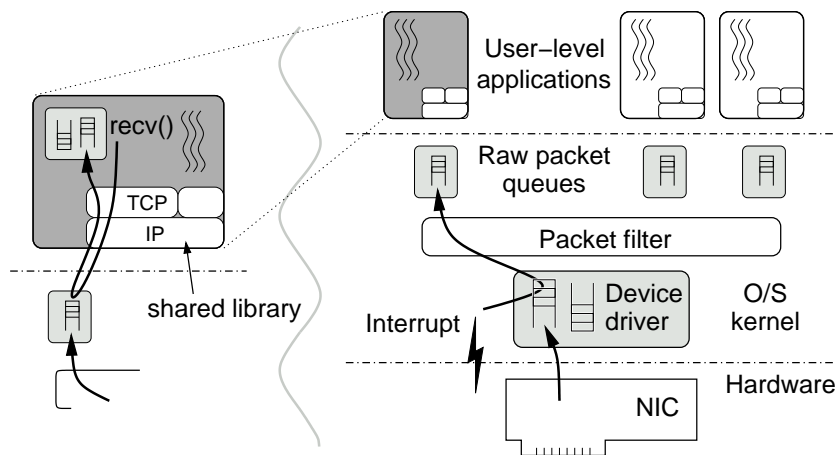 recv()
TCP
IP
shared library
User–level
applications
Raw packet
queues
Packet filter
Interrupt
Device
driver
O/S
kernel
Hardware
NIC